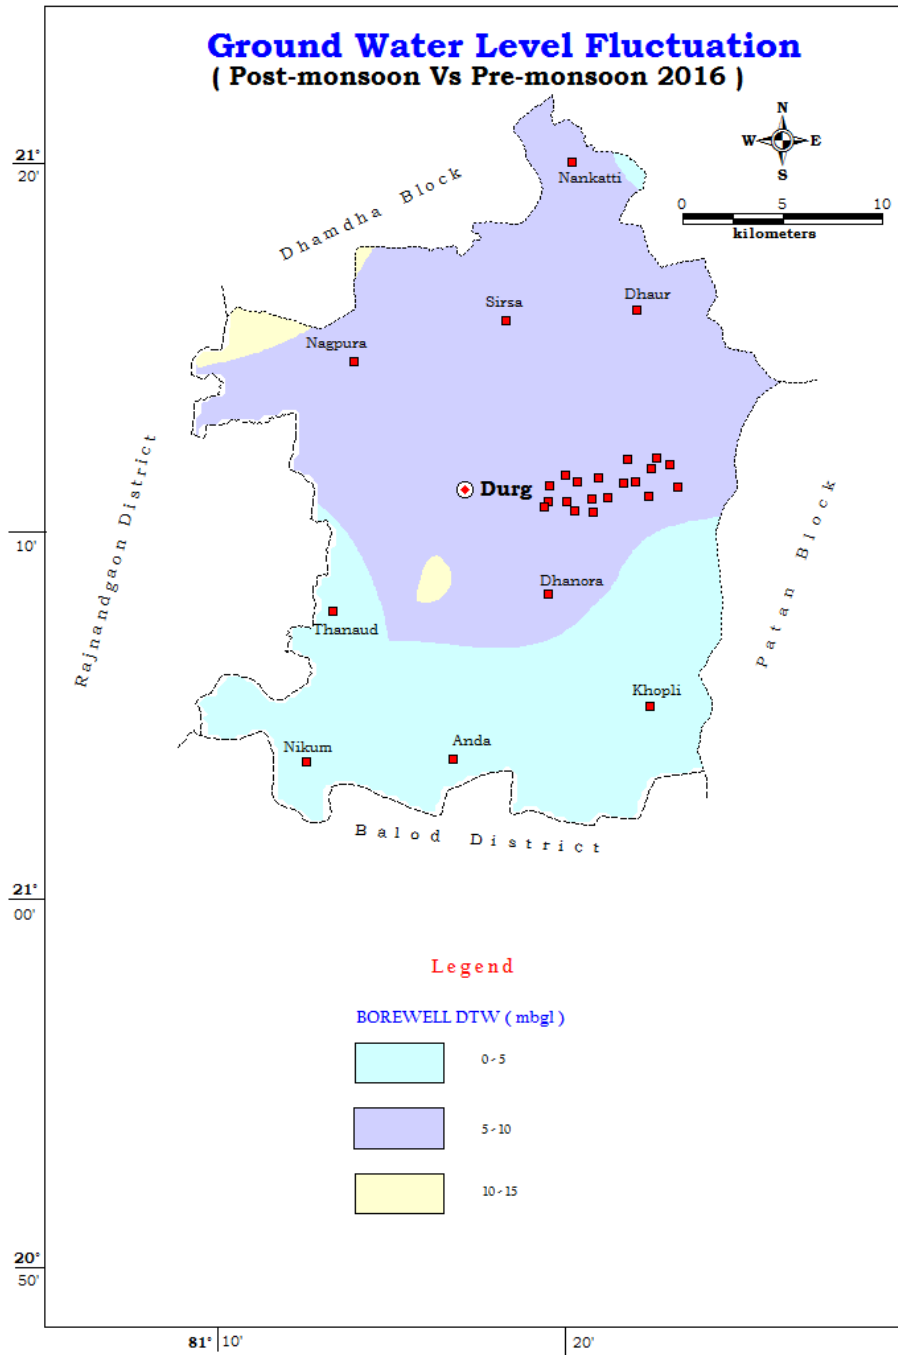 Ground Water Level Fluctuation
( Post-monsoon Vs Pre-monsoon 2016 )
N
W E
S
21°
20'
Nankatti
Dhamdha Block
0 5 10
kilometers
Sirsa
Dhaur
Nagpura
Rajnandgaon District
Durg
10'
Patan Block
Dhanora
Thanaud
Khopli
Nikum
Anda
Balod District
21°
00'
Legend
BOREWELL DTW ( mbgl )
0 - 5
5 - 10
10 - 15
20°
50'
81° 10' 20'